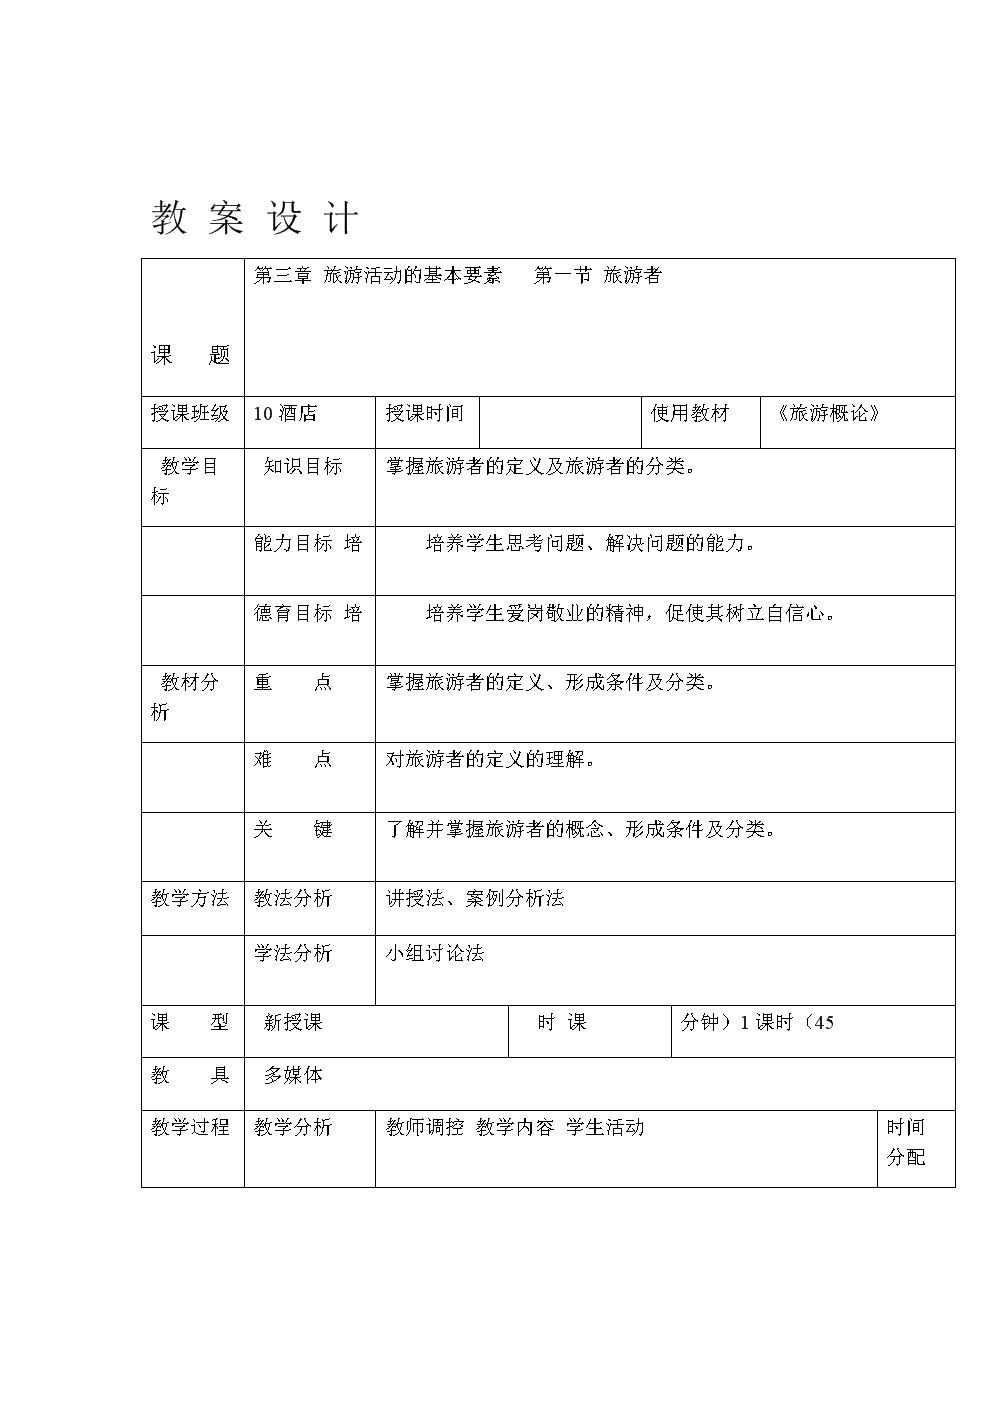 教 案 设 计
第三章 旅游活动的基本要素 第一节 旅游者
课 题
授课班级 10 酒店 授课时间 使用教材 《旅游概论》
教学目 知识目标 掌握旅游者的定义及旅游者的分类。
标
能力目标 培 培养学生思考问题、解决问题的能力。
德育目标 培 培养学生爱岗敬业的精神，促使其树立自信心。
教材分 重 点 掌握旅游者的定义、形成条件及分类。
析
难 点 对旅游者的定义的理解。
关 键 了解并掌握旅游者的概念、形成条件及分类。
教学方法 教法分析 讲授法、案例分析法
学法分析 小组讨论法
课 型 新授课 时 课 分钟）1 课时（45
教 具 多媒体
教学过程 教学分析 教师调控 教学内容 学生活动 时间
分配